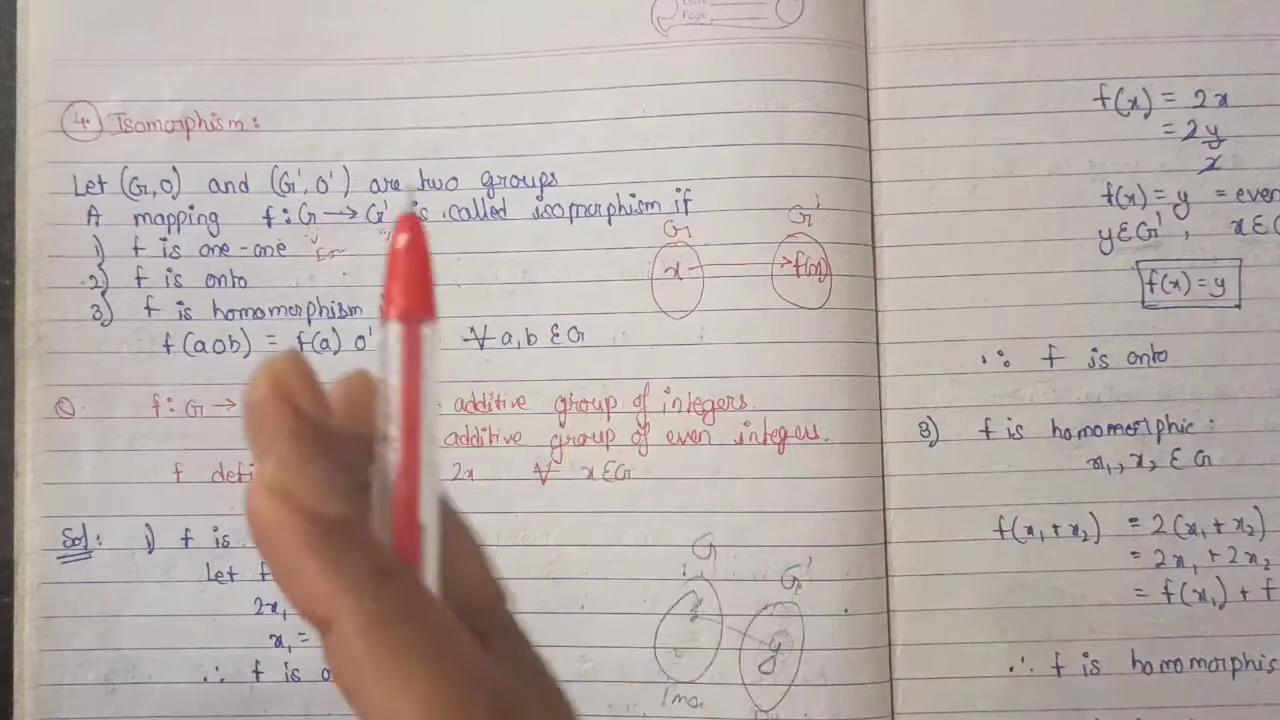 Page
4. Isomorphism:
Let (G, O) and (G', O') are two groups
A mapping f : G → G' is called isomorphism if
1) f is one-one
2) f is onto
3) f is homomorphism
f(aob) = f(a) o' ∀ a, b ∈ G
G G'
x → f(x)
Q. f : G → additive group of integers.
additive group of even integers.
f defi 2x ∀ x∈G
Sol: i) f is
Let f
2x₁
x₁ =
∴ f is o
G G'
y
f(x) = 2x
= 2y
x
f(x) = y = even
y∈G', x∈G
f(x) = y
∴ f is onto
3) f is homomorphic:
x₁, x₂ ∈ G
f(x₁ + x₂) = 2(x₁ + x₂)
= 2x₁ + 2x₂
= f(x₁) + f
∴ f is homomorphis